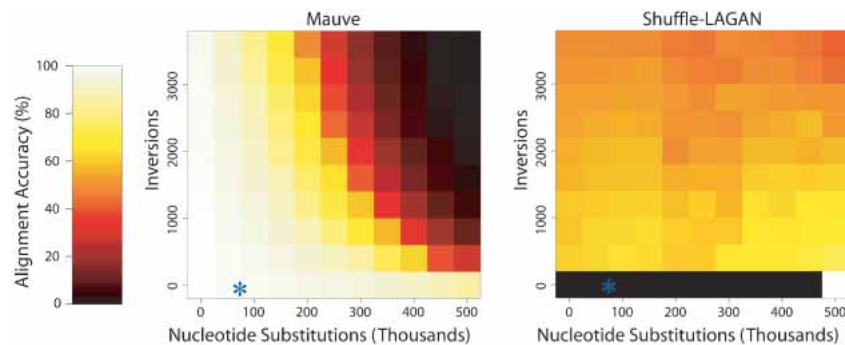 Mauve
Shuffle-LAGAN
Alignment Accuracy (%)
100
80
60
40
20
0
Inversions
3000
2000
1000
0
*
0 100 200 300 400 500
Nucleotide Substitutions (Thousands)
Inversions
3000
2000
1000
0
*
0 100 200 300 400 500
Nucleotide Substitutions (Thousands)